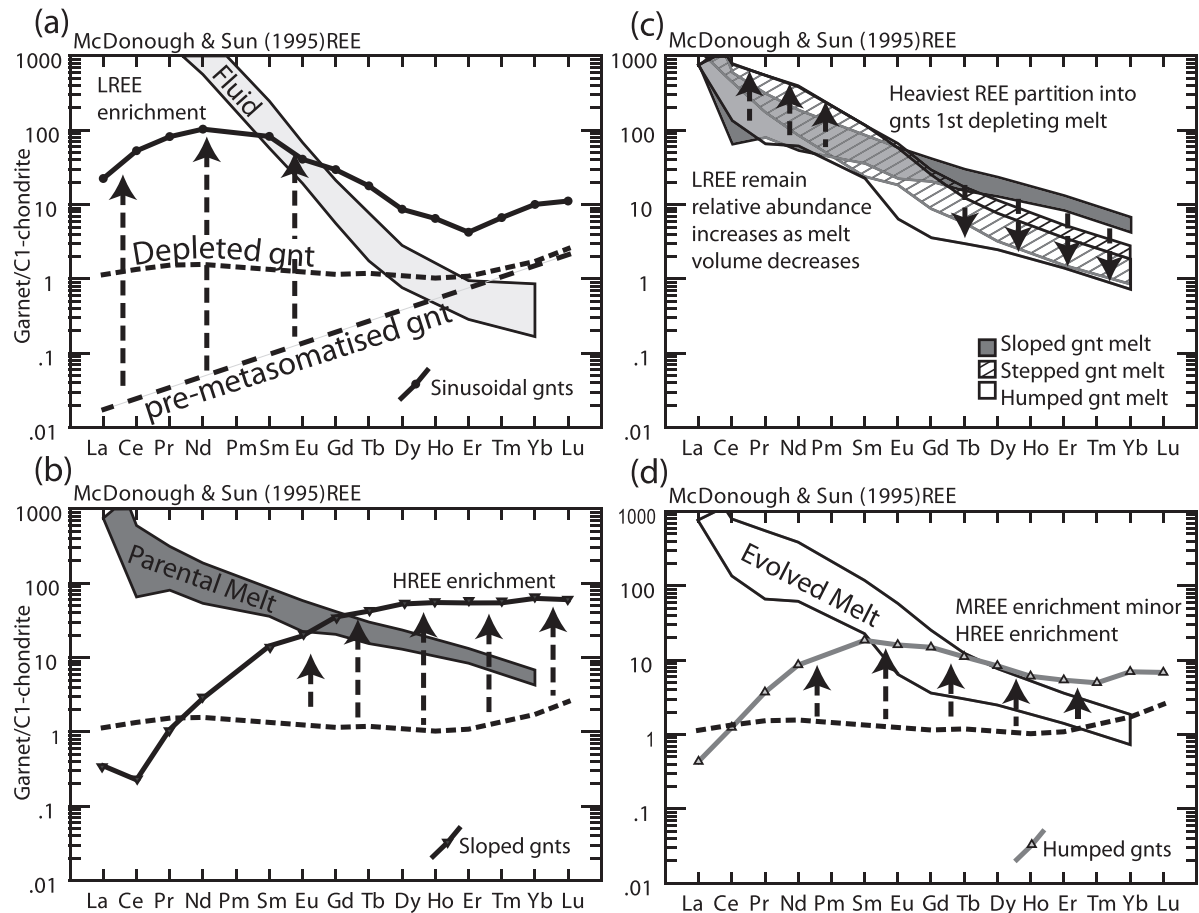 (a)
McDonough & Sun (1995)REE
1000
100
10
1
.1
.01
Garnet/C1-chondrite
LREE
enrichment
Fluid
Depleted gnt
pre-metasomatised gnt
Sinusoidal gnts
La Ce Pr Nd Pm Sm Eu Gd Tb Dy Ho Er Tm Yb Lu
(c)
McDonough & Sun (1995)REE
1000
100
10
1
.1
.01
Heaviest REE partition into
gnts 1st depleting melt
LREE remain
relative abundance
increases as melt
volume decreases
Sloped gnt melt
Stepped gnt melt
Humped gnt melt
La Ce Pr Nd Pm Sm Eu Gd Tb Dy Ho Er Tm Yb Lu
(b)
McDonough & Sun (1995)REE
1000
100
10
1
.1
.01
Garnet/C1-chondrite
Parental Melt
HREE enrichment
Sloped gnts
La Ce Pr Nd Pm Sm Eu Gd Tb Dy Ho Er Tm Yb Lu
(d)
McDonough & Sun (1995)REE
1000
100
10
1
.1
.01
Evolved Melt
MREE enrichment minor
HREE enrichment
Humped gnts
La Ce Pr Nd Pm Sm Eu Gd Tb Dy Ho Er Tm Yb Lu